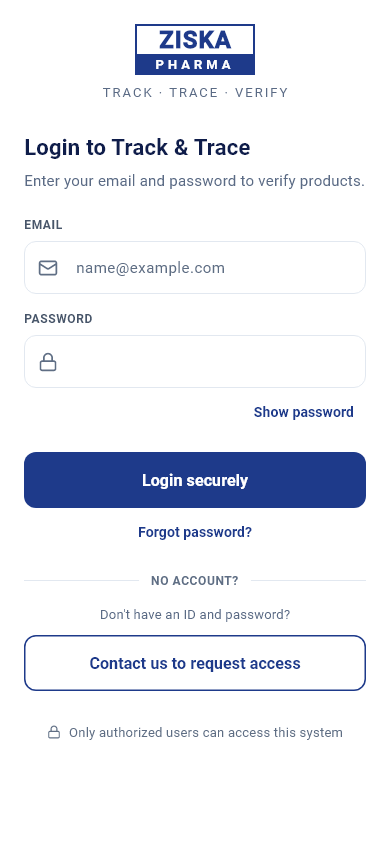 ZISKA
PHARMA
TRACK · TRACE · VERIFY
Login to Track & Trace
Enter your email and password to verify products.
EMAIL
name@example.com
PASSWORD
Show password
Login securely
Forgot password?
NO ACCOUNT?
Don't have an ID and password?
Contact us to request access
Only authorized users can access this system